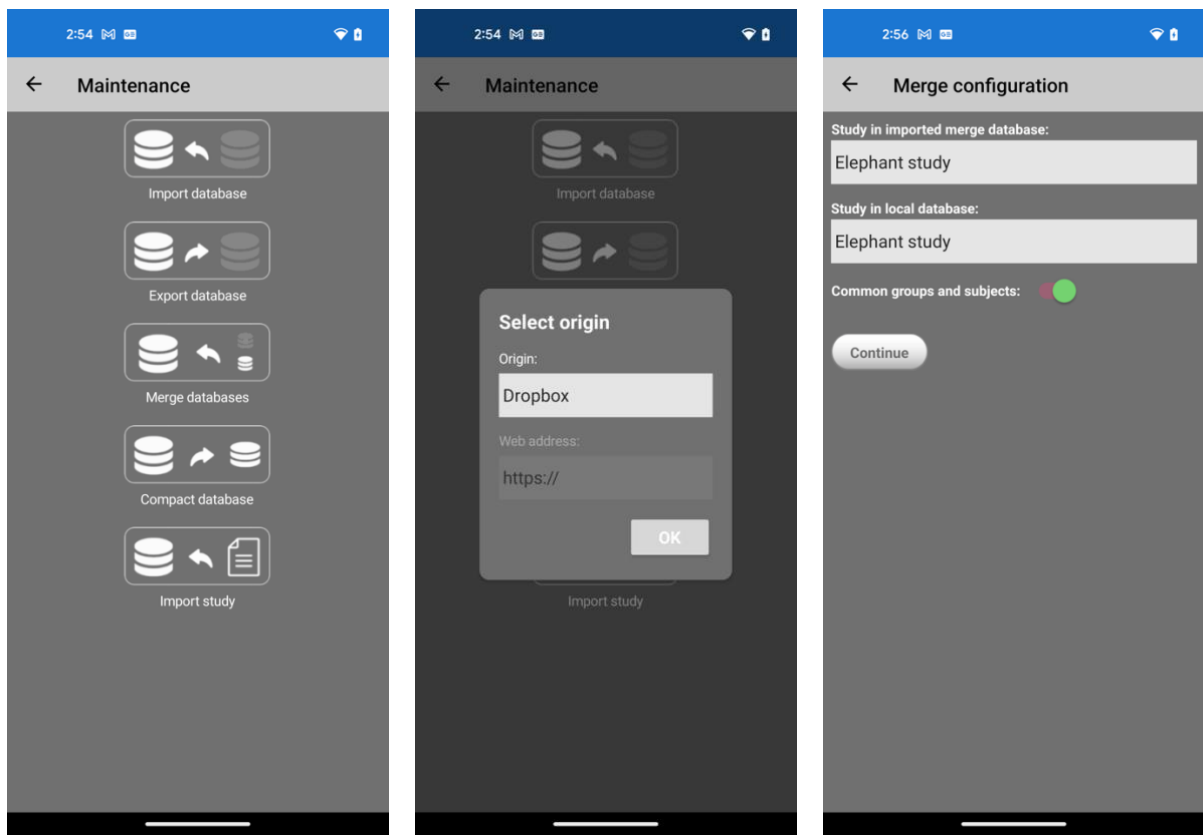 2:54
Maintenance
Import database
Export database
Merge databases
Compact database
Import study
2:54
Maintenance
Import database
Select origin
Origin:
Dropbox
Web address:
https://
OK
Import study
2:56
Merge configuration
Study in imported merge database:
Elephant study
Study in local database:
Elephant study
Common groups and subjects:
Continue